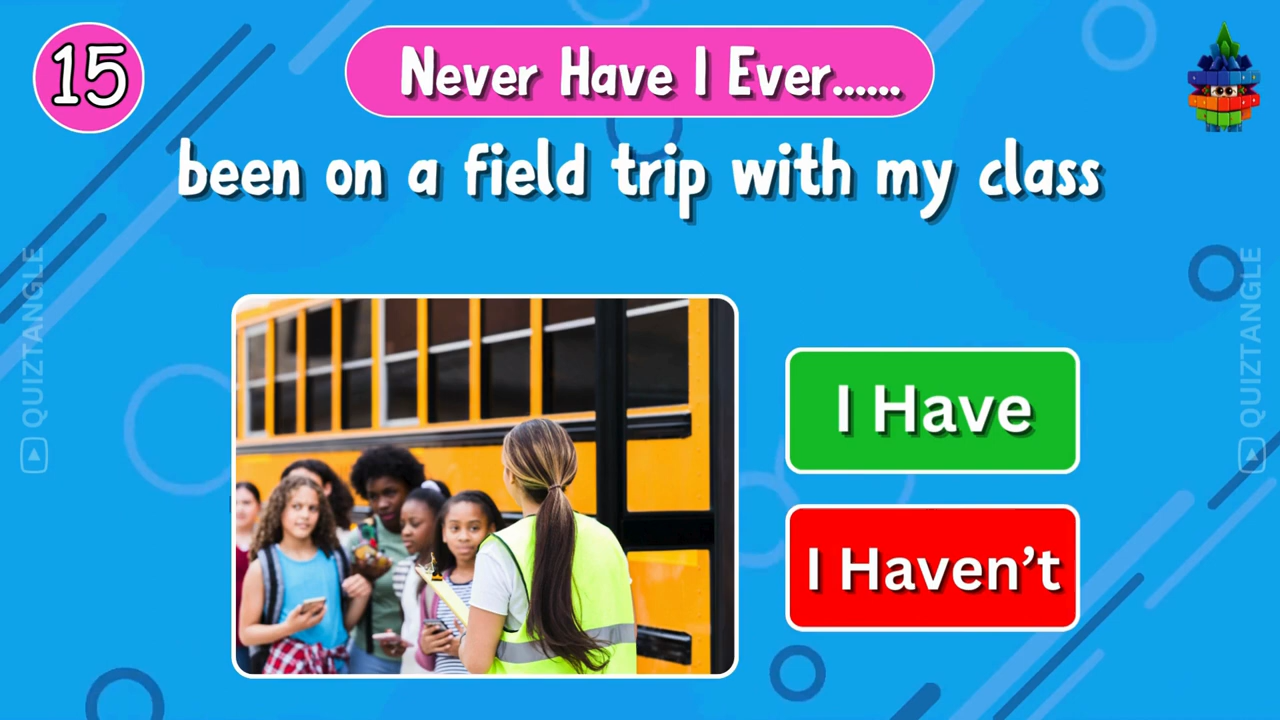 15
Never Have I Ever......
been on a field trip with my class
I Have
I Haven't
QUIZTANGLE
QUIZTANGLE